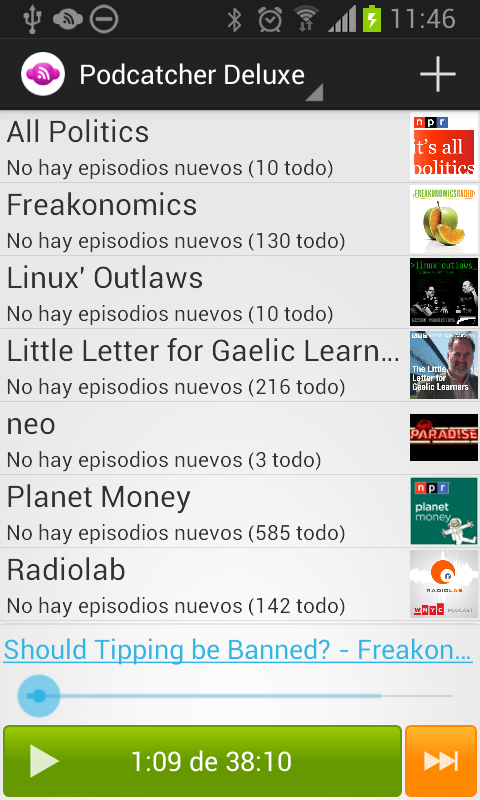 11:46
Podcatcher Deluxe
All Politics
No hay episodios nuevos (10 todo)
npr
it's all
politics
Freakonomics
No hay episodios nuevos (130 todo)
FREAKONOMICS RADIO
Linux' Outlaws
No hay episodios nuevos (10 todo)
>linux outlaws_
Little Letter for Gaelic Learn...
No hay episodios nuevos (216 todo)
The Little
Letter for
Gaelic Learners
neo
No hay episodios nuevos (3 todo)
PARADISE
Planet Money
No hay episodios nuevos (585 todo)
npr
planet
money
Radiolab
No hay episodios nuevos (142 todo)
RADIOLAB
WNYC PODCAST
Should Tipping be Banned? - Freakon...
1:09 de 38:10